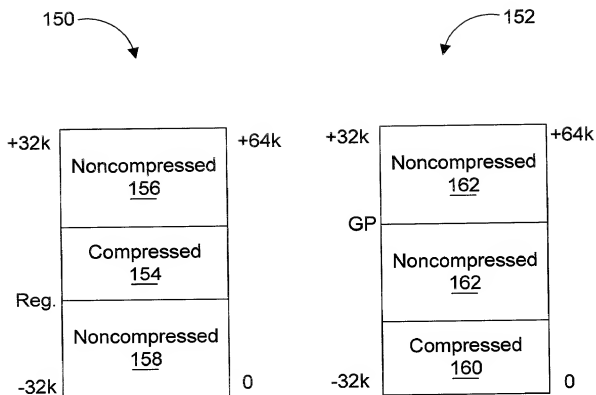 150
152
+32k
+64k
Noncompressed
156
Compressed
154
Reg.
Noncompressed
158
-32k
0
+32k
+64k
Noncompressed
162
GP
Noncompressed
162
Compressed
160
-32k
0